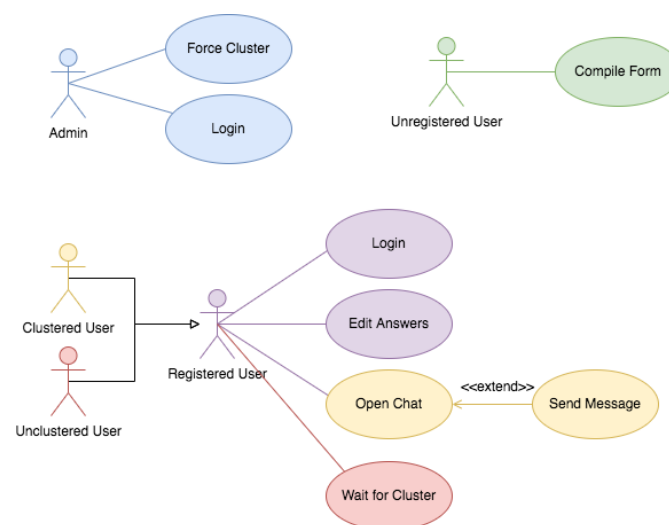 Force Cluster
Admin
Login
Unregistered User
Compile Form
Clustered User
Unclustered User
Registered User
Login
Edit Answers
Open Chat
<<extend>>
Send Message
Wait for Cluster